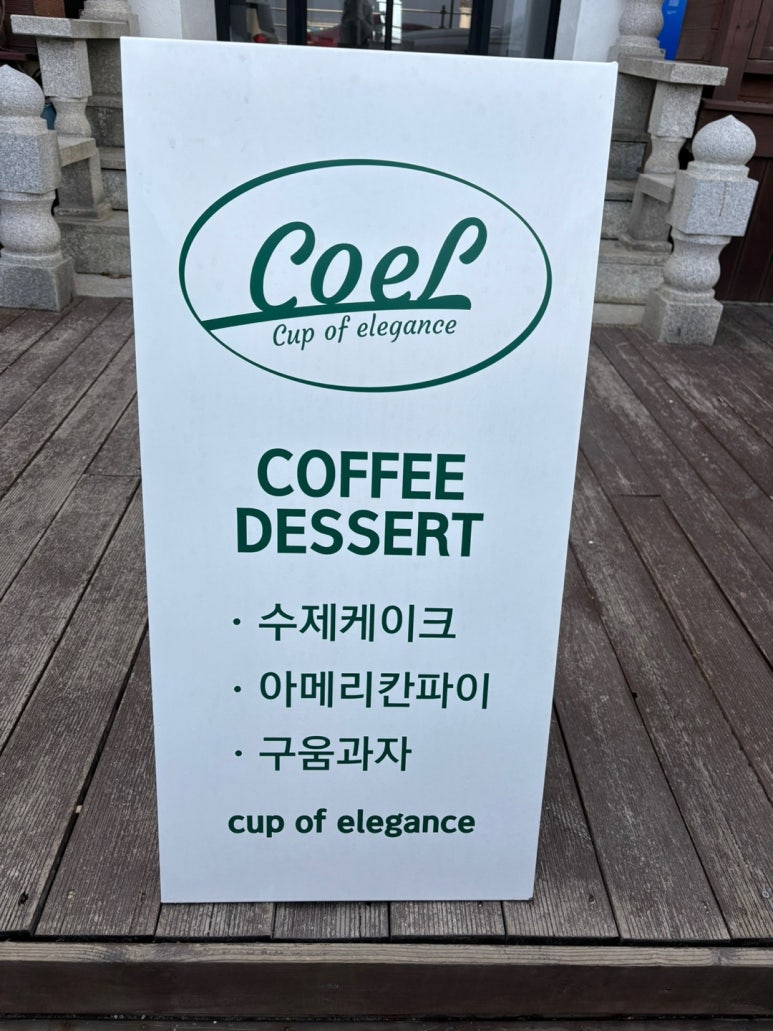 Coel
Cup of elegance
COFFEE
DESSERT
· 수제케이크
· 아메리칸파이
· 구움과자
cup of elegance